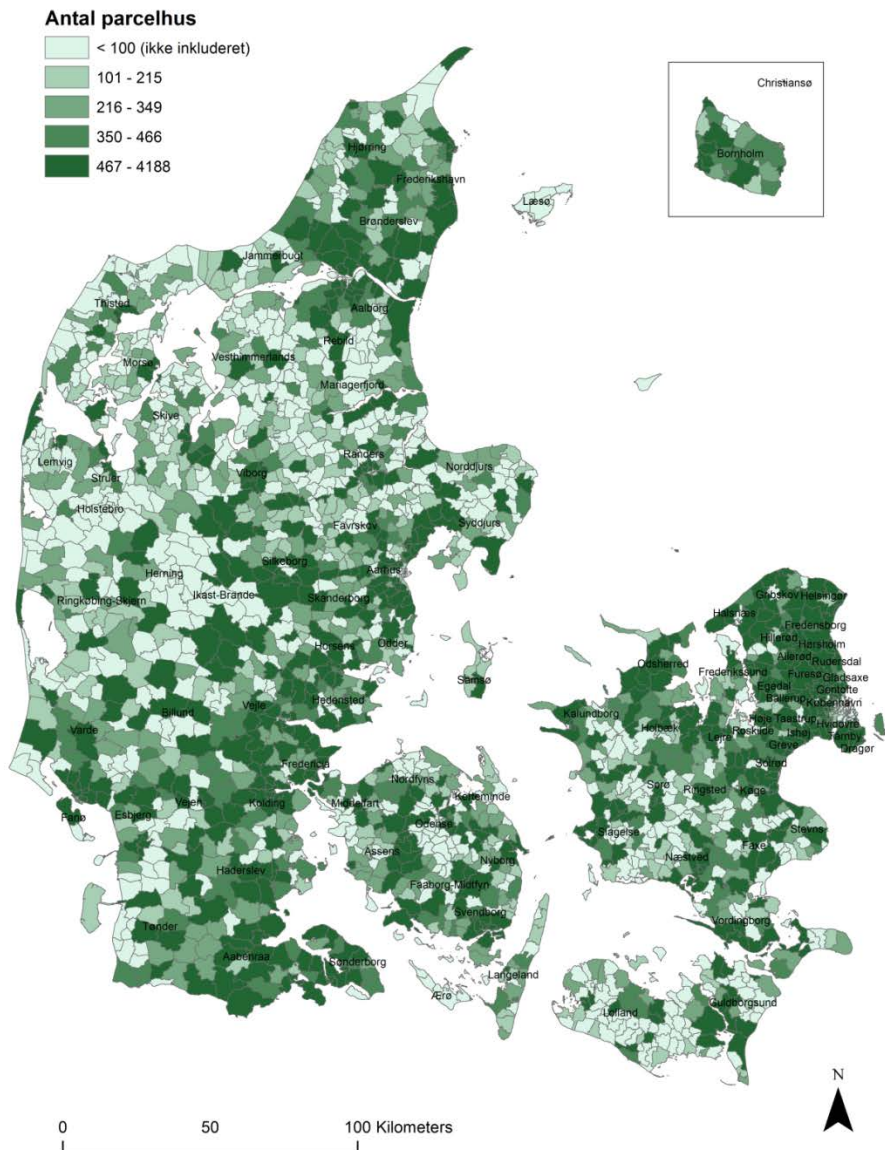 Antal parcelhus
< 100 (ikke inkluderet)
101 - 215
216 - 349
350 - 466
467 - 4188
Christiansø
Bornholm
Hjørring
Frederikshavn
Læsø
Brønderslev
Jammerbugt
Thisted
Aalborg
Rebild
Vesthimmerlands
Morsø
Mariagerfjord
Skive
Randers
Lemvig
Norddjurs
Viborg
Struer
Holstebro
Favrskov
Syddjurs
Silkeborg
Herning
Aarhus
Ikast-Brande
Ringkøbing-Skjern
Skanderborg
Gribskov
Helsingør
Halsnæs
Fredensborg
Hillerød
Hørsholm
Horsens
Odder
Allerød
Rudersdal
Odsherred
Frederikssund
Furesø
Gladsaxe
Samsø
Egedal
Gentofte
Ballerup
København
Hedensted
Billund
Vejle
Kalundborg
Holbæk
Høje Taastrup
Hvidovre
Roskilde
Ishøj
Tårnby
Lejre
Varde
Greve
Dragør
Solrød
Fredericia
Nordfyns
Sorø
Ringsted
Køge
Kerteminde
Middelfart
Vejen
Kolding
Esbjerg
Fanø
Odense
Slagelse
Stevns
Assens
Nyborg
Næstved
Faxe
Haderslev
Faaborg-Midtfyn
Svendborg
Vordingborg
Tønder
Aabenraa
Sønderborg
Langeland
Ærø
Guldborgsund
Lolland
N
0 50 100 Kilometers